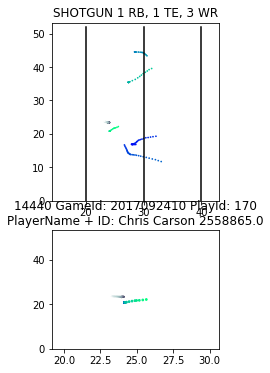 SHOTGUN 1 RB, 1 TE, 3 WR
50
40
30
20
10
0
20 30 40
14440 GameId: 2017092410 PlayId: 170
PlayerName + ID: Chris Carson 2558865.0
40
20
0
20.0 22.5 25.0 27.5 30.0